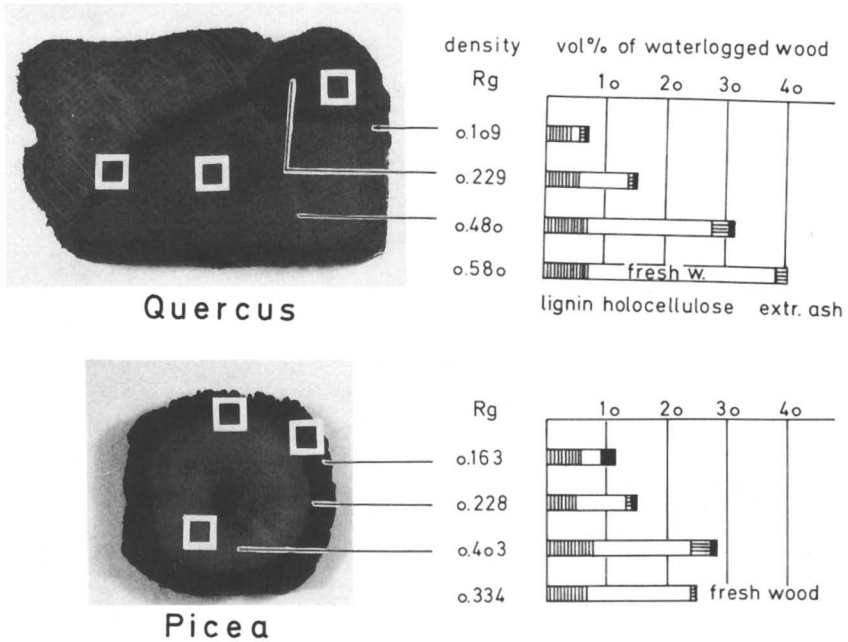 density vol% of waterlogged wood
Rg 1o 2o 3o 4o
o.1o9
o.229
o.48o
o.58o fresh w.
Quercus
lignin holocellulose extr. ash
Rg 1o 2o 3o 4o
o.163
o.228
o.4o3
o.334 fresh wood
Picea